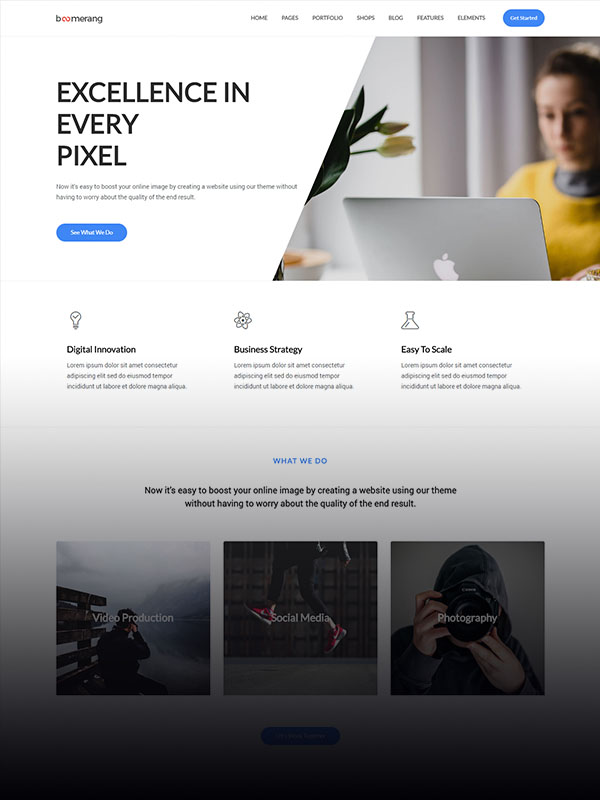 boomerang
HOME PAGES PORTFOLIO SHOPS BLOG FEATURES ELEMENTS Get Started
EXCELLENCE IN
EVERY
PIXEL
Now it's easy to boost your online image by creating a website using our theme without
having to worry about the quality of the end result.
See What We Do
Digital Innovation
Lorem ipsum dolor sit amet consectetur
adipiscing elit sed do eiusmod tempor
incididunt ut labore et dolore magna aliqua.
Business Strategy
Lorem ipsum dolor sit amet consectetur
adipiscing elit sed do eiusmod tempor
incididunt ut labore et dolore magna aliqua.
Easy To Scale
Lorem ipsum dolor sit amet consectetur
adipiscing elit sed do eiusmod tempor
incididunt ut labore et dolore magna aliqua.
WHAT WE DO
Now it's easy to boost your online image by creating a website using our theme
without having to worry about the quality of the end result.
Video Production
Social Media
Photography
Canon